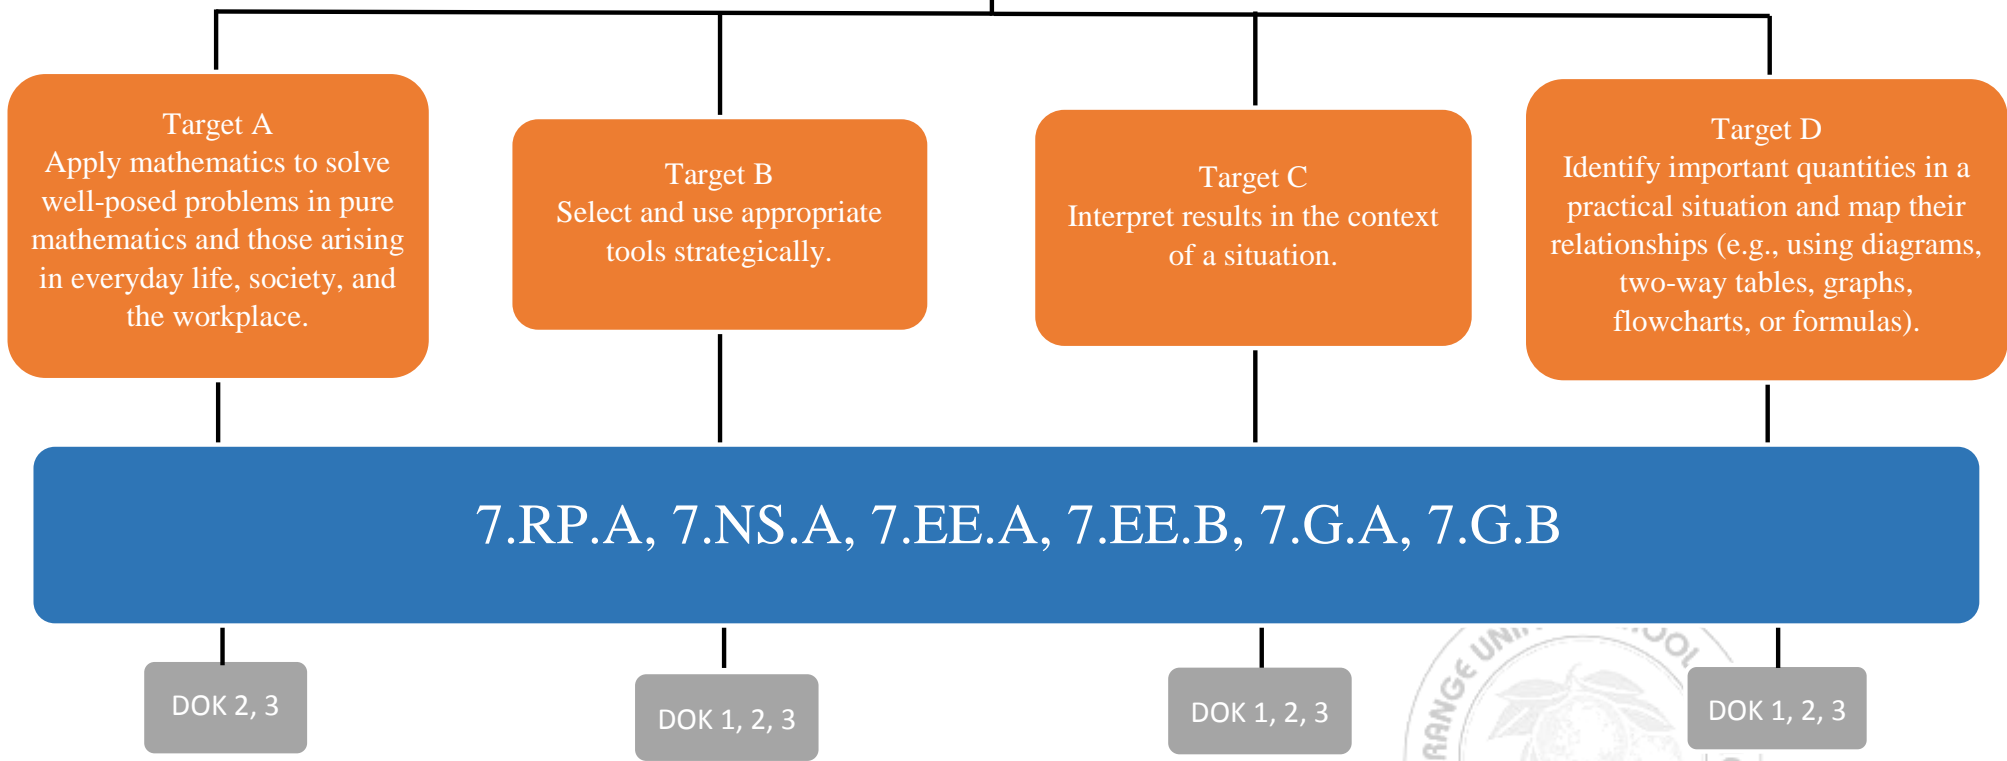 Target A
Apply mathematics to solve
well-posed problems in pure
mathematics and those arising
in everyday life, society, and
the workplace.
Target B
Select and use appropriate
tools strategically.
Target C
Interpret results in the context
of a situation.
Target D
Identify important quantities in a
practical situation and map their
relationships (e.g., using diagrams,
two-way tables, graphs,
flowcharts, or formulas).
7.RP.A, 7.NS.A, 7.EE.A, 7.EE.B, 7.G.A, 7.G.B
DOK 2, 3
DOK 1, 2, 3
DOK 1, 2, 3
DOK 1, 2, 3